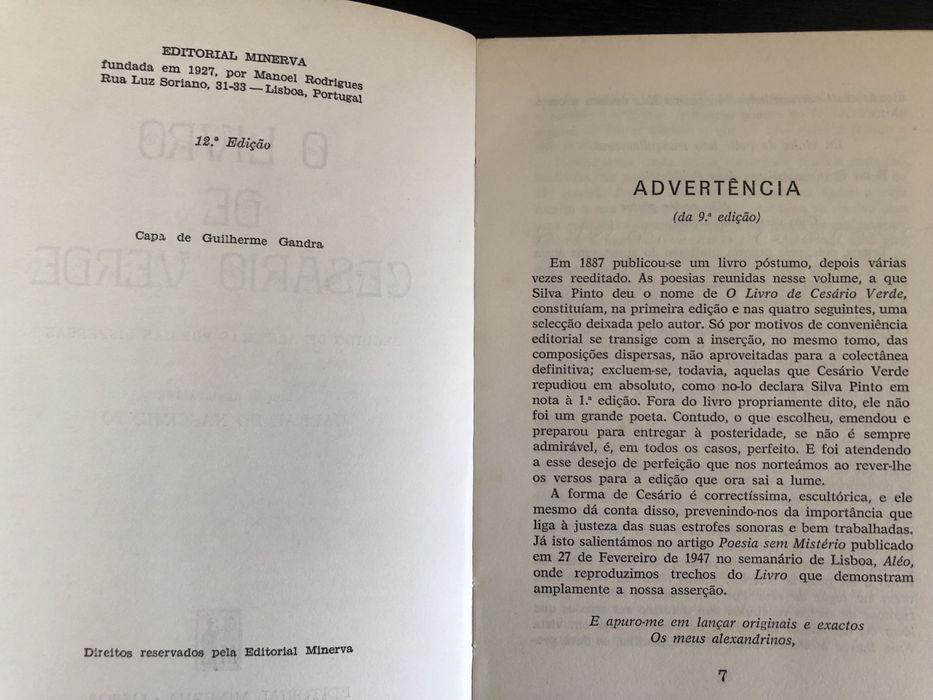 EDITORIAL MINERVA
fundada em 1927, por Manoel Rodrigues
Rua Luz Soriano, 31-33 — Lisboa, Portugal
12.ª Edição
Capa de Guilherme Gandra
Direitos reservados pela Editorial Minerva
ADVERTÊNCIA
(da 9.ª edição)
Em 1887 publicou-se um livro póstumo, depois várias
vezes reeditado. As poesias reunidas nesse volume, a que
Silva Pinto deu o nome de O Livro de Cesário Verde,
constituíam, na primeira edição e nas quatro seguintes, uma
selecção deixada pelo autor. Só por motivos de conveniência
editorial se transige com a inserção, no mesmo tomo, das
composições dispersas, não aproveitadas para a colectânea
definitiva; excluem-se, todavia, aquelas que Cesário Verde
repudiou em absoluto, como no-lo declara Silva Pinto em
nota à 1.ª edição. Fora do livro propriamente dito, ele não
foi um grande poeta. Contudo, o que escolheu, emendou e
preparou para entregar à posteridade, se não é sempre
admirável, é, em todos os casos, perfeito. E foi atendendo
a esse desejo de perfeição que nos norteámos ao rever-lhe
os versos para a edição que ora sai a lume.
A forma de Cesário é correctíssima, escultórica, e ele
mesmo dá conta disso, prevenindo-nos da importância que
liga à justeza das suas estrofes sonoras e bem trabalhadas.
Já isto salientámos no artigo Poesia sem Mistério publicado
em 27 de Fevereiro de 1947 no semanário de Lisboa, Aléo,
onde reproduzimos trechos do Livro que demonstram
amplamente a nossa asserção.
E apuro-me em lançar originais e exactos
Os meus alexandrinos,
7